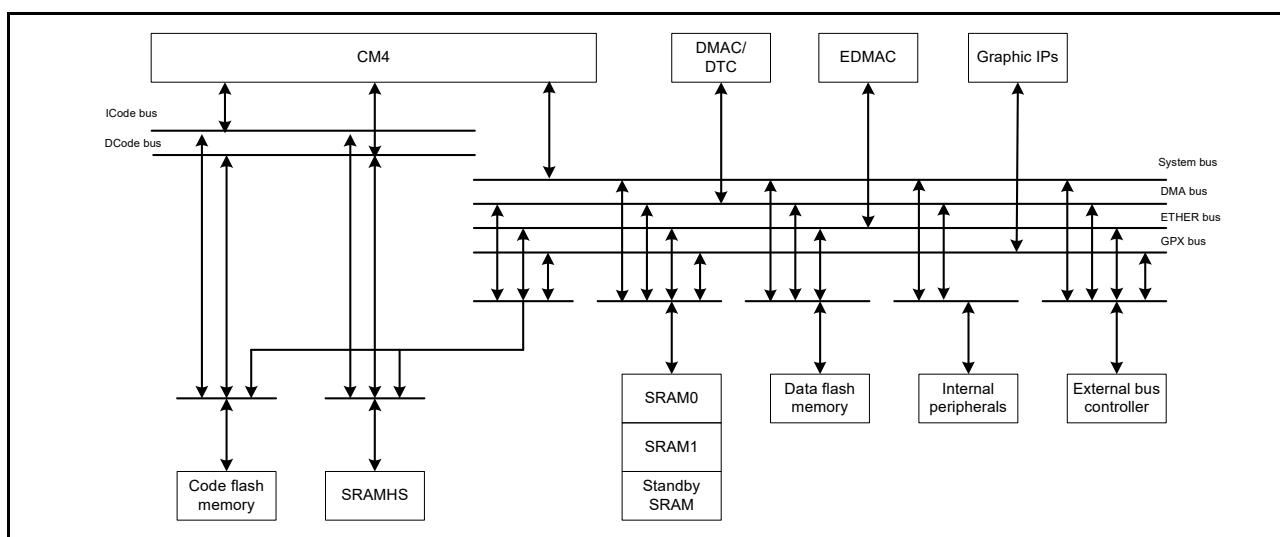 CM4
DMAC/
DTC
EDMAC
Graphic IPs
ICode bus
DCode bus
System bus
DMA bus
ETHER bus
GPX bus
SRAM0
SRAM1
Standby
SRAM
Data flash
memory
Internal
peripherals
External bus
controller
Code flash
memory
SRAMHS